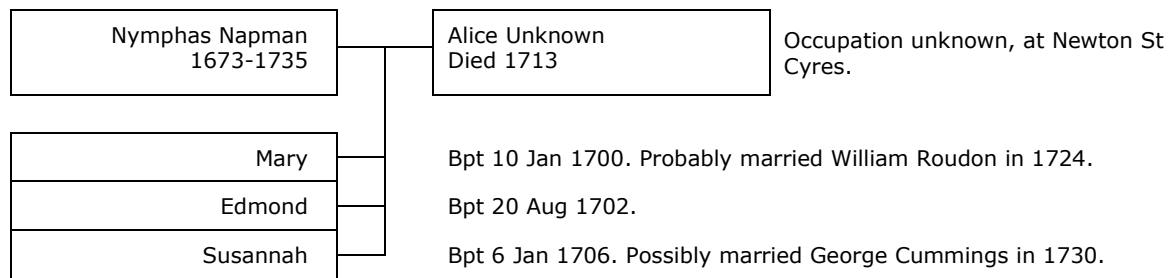 Nymphas Napman
1673-1735
Alice Unknown
Died 1713
Occupation unknown, at Newton St
Cyres.
Mary
Bpt 10 Jan 1700. Probably married William Roudon in 1724.
Edmond
Bpt 20 Aug 1702.
Susannah
Bpt 6 Jan 1706. Possibly married George Cummings in 1730.